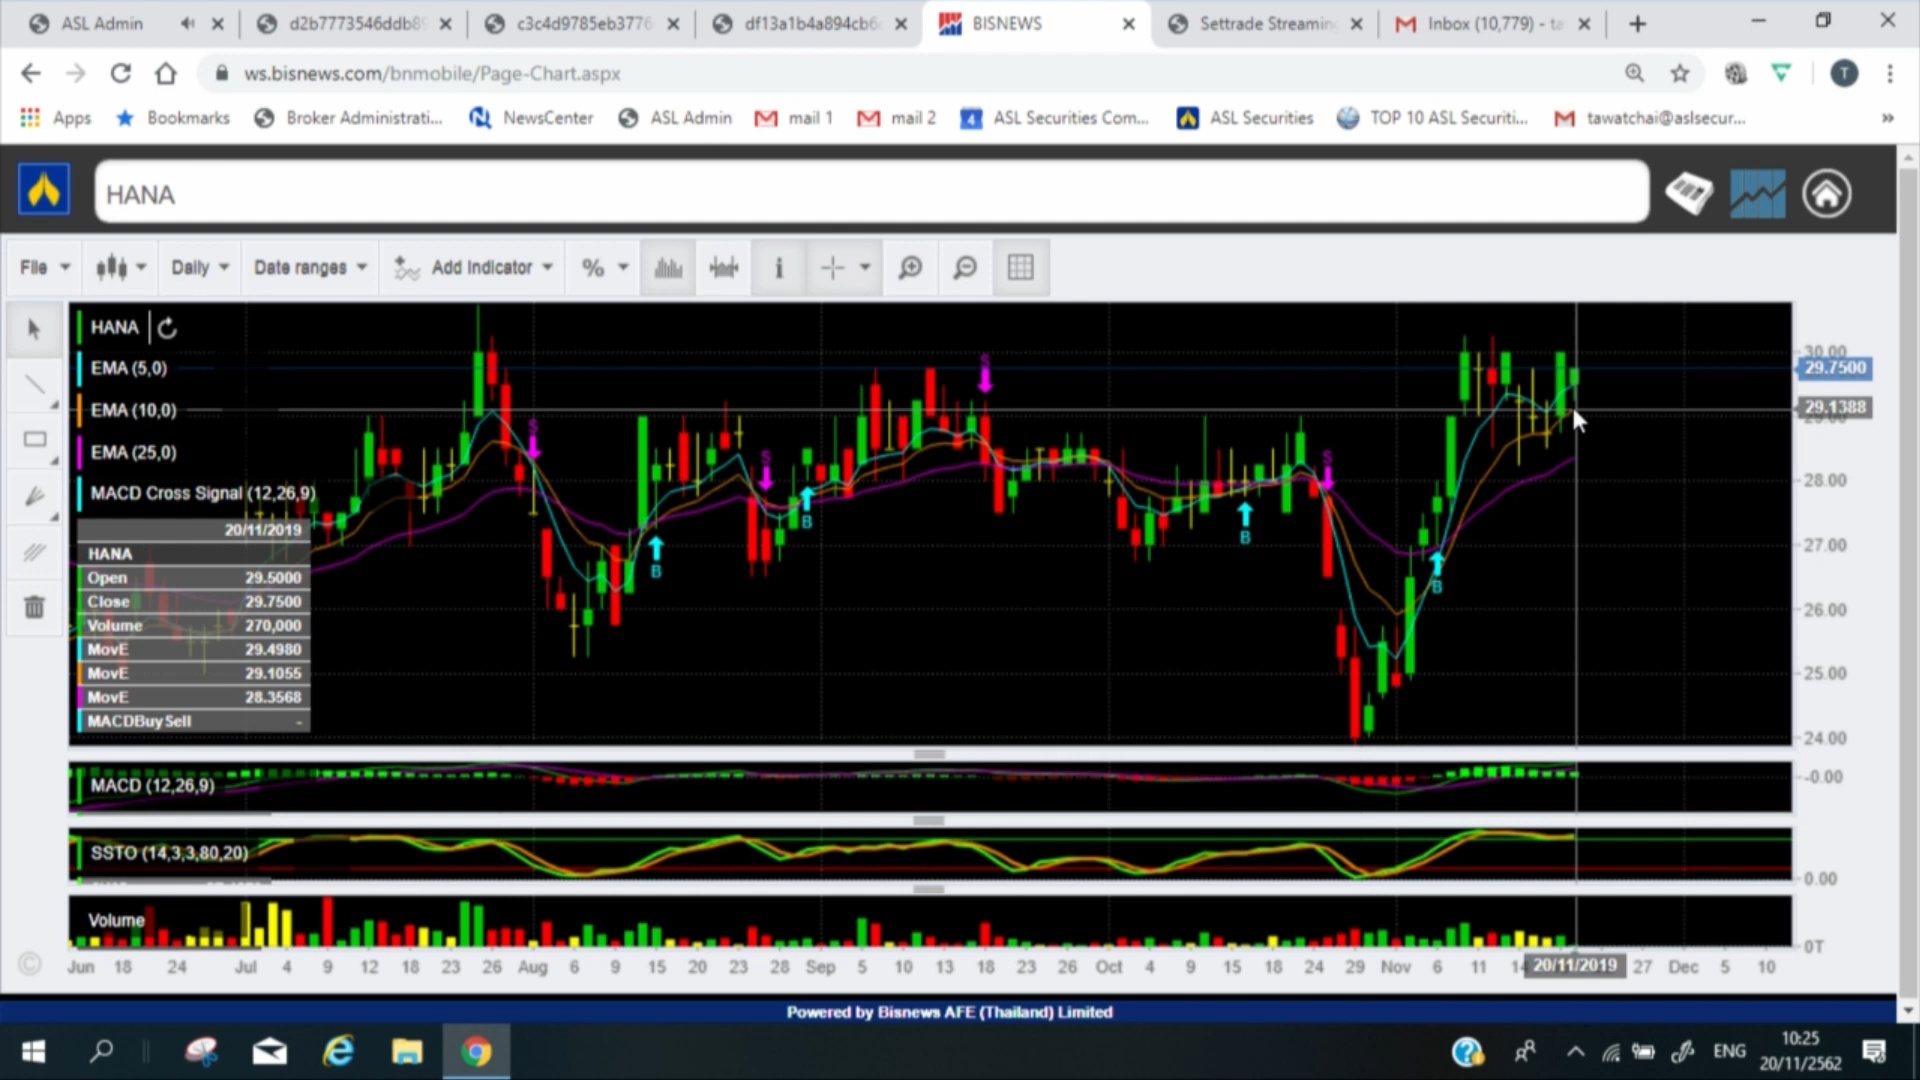 ASL Admin
d2b7773546ddb8
c3c4d9785eb3776
df13a1b4a894cb6
BISNEWS
Settrade Streaming
Inbox (10,779) - ta
ws.bisnews.com/bnmobile/Page-Chart.aspx
T
Apps
Bookmarks
Broker Administrati...
NewsCenter
ASL Admin
mail 1
mail 2
ASL Securities Com...
ASL Securities
TOP 10 ASL Securiti...
tawatchai@aslsecur...
»
HANA
File
Daily
Date ranges
Add Indicator
%
i
HANA
EMA (5,0)
EMA (10,0)
EMA (25,0)
MACD Cross Signal (12,26,9)
20/11/2019
HANA
Open 29.5000
Close 29.7500
Volume 270,000
MovE 29.4980
MovE 29.1055
MovE 28.3568
MACDBuySell -
S
B
S
B
S
B
S
B
30.00
29.7500
29.1388
28.00
27.00
26.00
25.00
24.00
MACD (12,26,9)
-0.00
SSTO (14,3,3,80,20)
0.00
Volume
0T
Jun 18 24 Jul 4 9 12 18 23 26 Aug 6 9 15 20 23 28 Sep 5 10 13 18 23 26 Oct 4 9 15 18 24 29 Nov 6 11 14 20/11/2019 27 Dec 5 10
©
Powered by Bisnews AFE (Thailand) Limited
ENG
10:25
20/11/2562